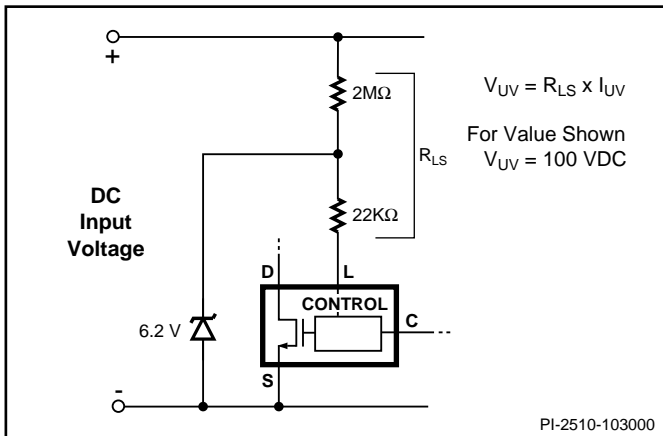 +
2MΩ
V_UV = R_LS x I_UV
For Value Shown
V_UV = 100 VDC
R_LS
DC
Input
Voltage
22KΩ
D
L
CONTROL
C
6.2 V
S
-
PI-2510-103000